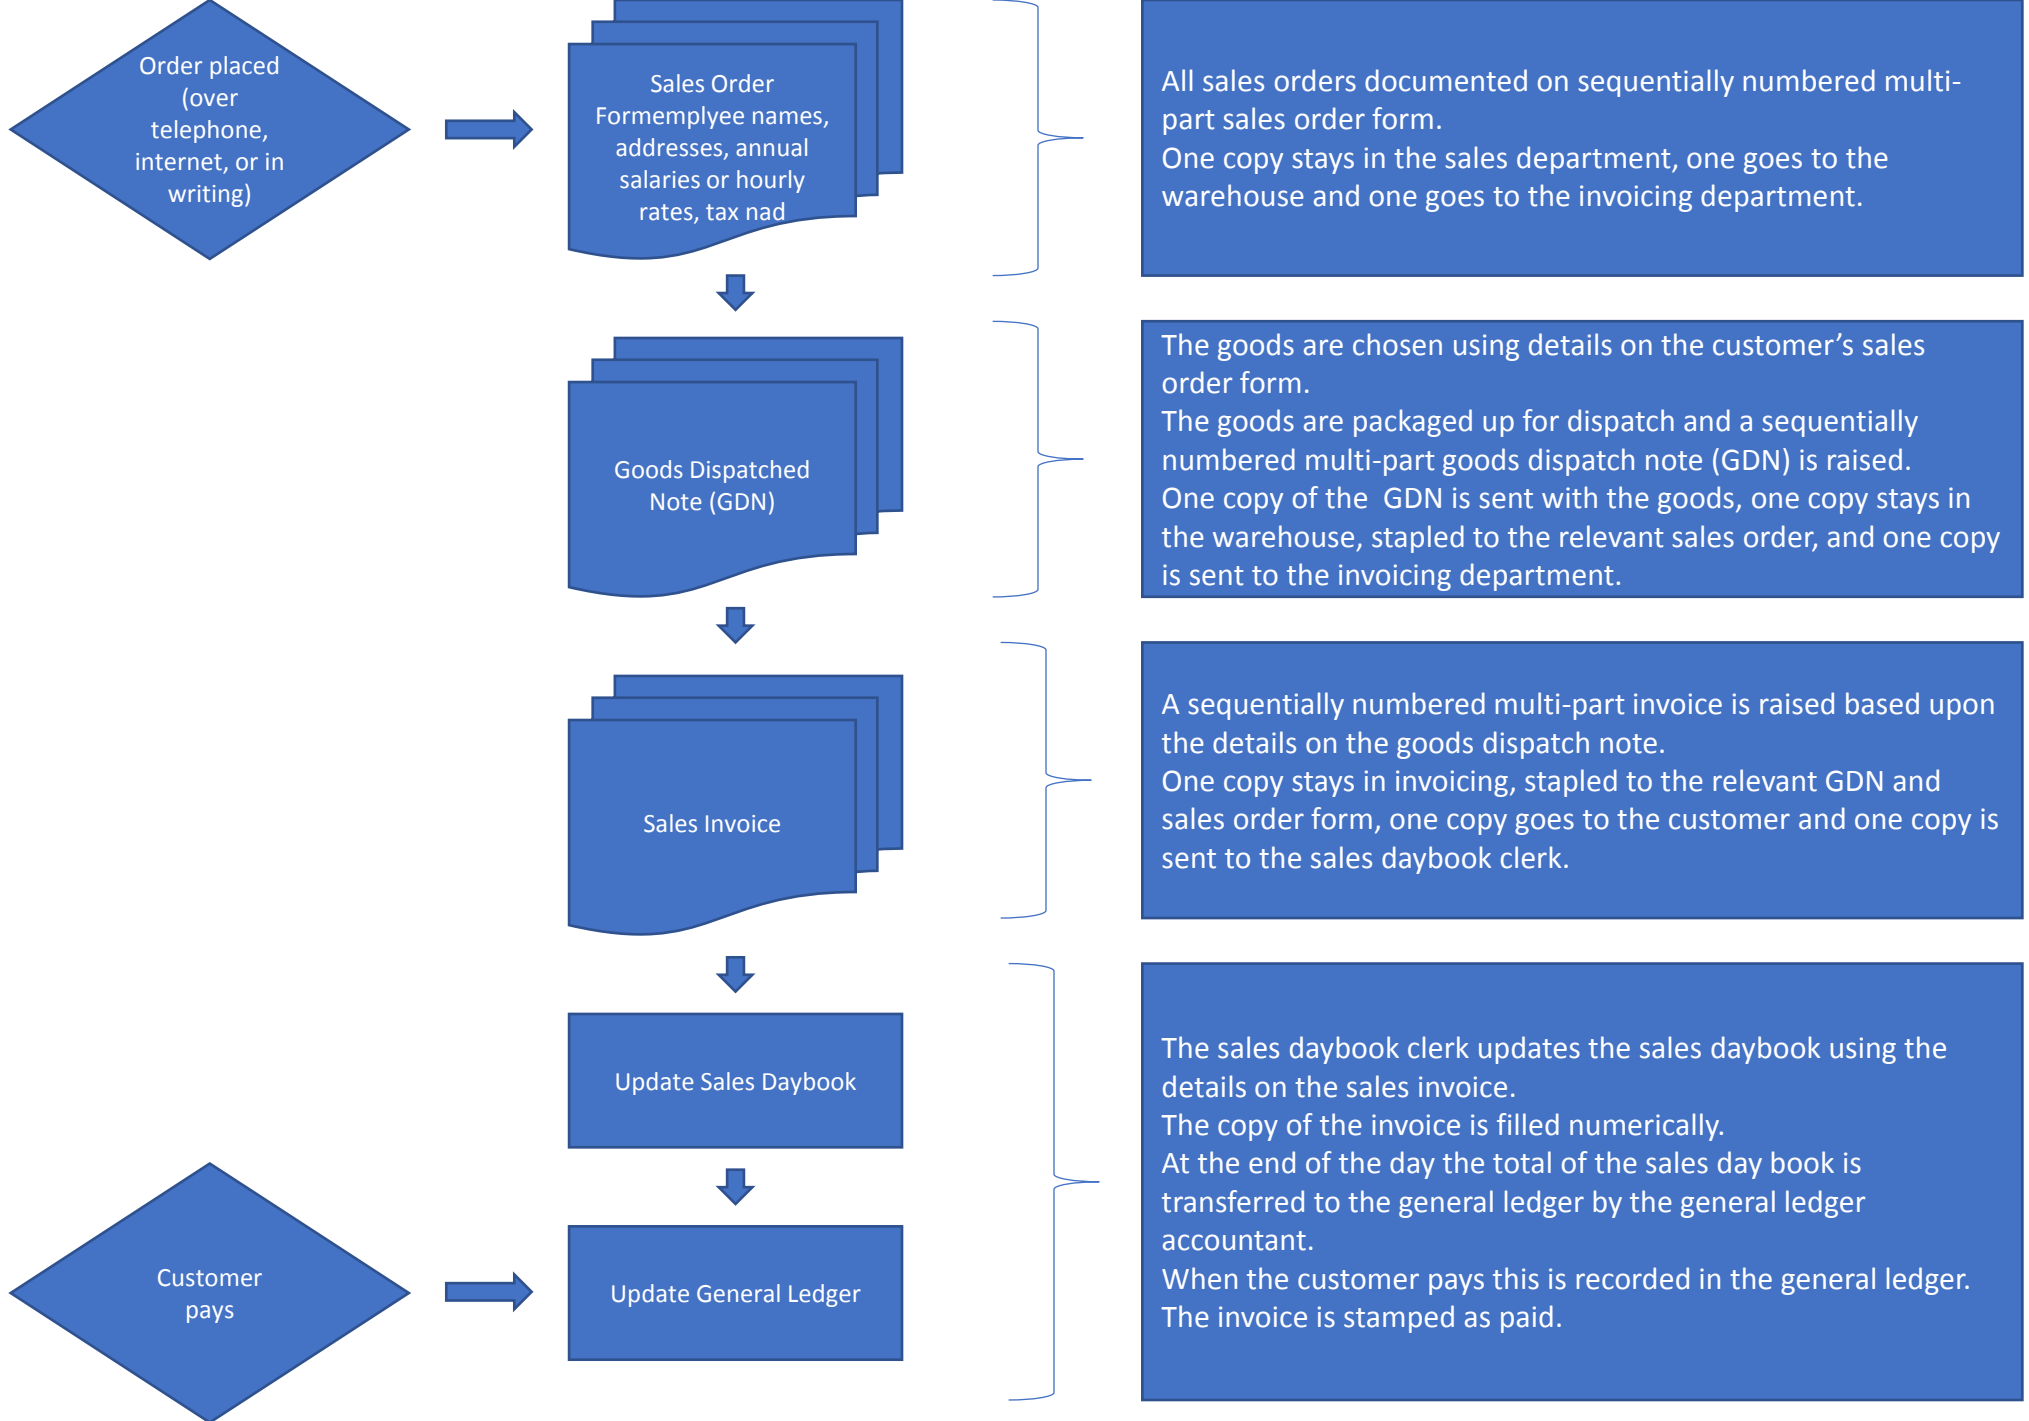 Order placed
(over
telephone,
internet, or in
writing)
Sales Order
Formemplyee names,
addresses, annual
salaries or hourly
rates, tax nad
All sales orders documented on sequentially numbered multi-
part sales order form.
One copy stays in the sales department, one goes to the
warehouse and one goes to the invoicing department.
Goods Dispatched
Note (GDN)
The goods are chosen using details on the customer’s sales
order form.
The goods are packaged up for dispatch and a sequentially
numbered multi-part goods dispatch note (GDN) is raised.
One copy of the  GDN is sent with the goods, one copy stays in
the warehouse, stapled to the relevant sales order, and one copy
is sent to the invoicing department.
Sales Invoice
A sequentially numbered multi-part invoice is raised based upon
the details on the goods dispatch note.
One copy stays in invoicing, stapled to the relevant GDN and
sales order form, one copy goes to the customer and one copy is
sent to the sales daybook clerk.
Update Sales Daybook
Customer
pays
Update General Ledger
The sales daybook clerk updates the sales daybook using the
details on the sales invoice.
The copy of the invoice is filled numerically.
At the end of the day the total of the sales day book is
transferred to the general ledger by the general ledger
accountant.
When the customer pays this is recorded in the general ledger.
The invoice is stamped as paid.